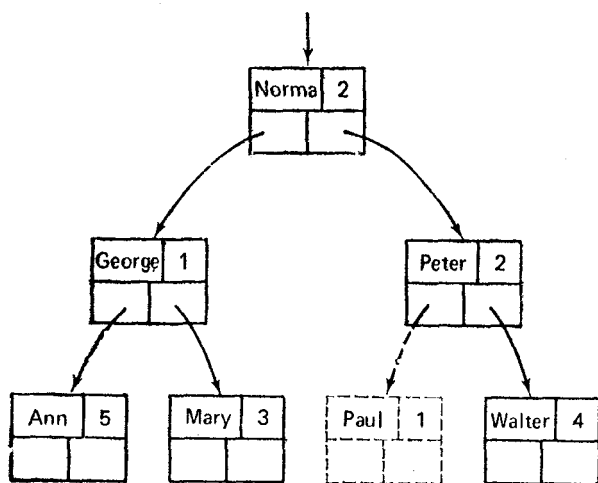 Norma 2
George 1
Peter 2
Ann 5
Mary 3
Paul 1
Walter 4